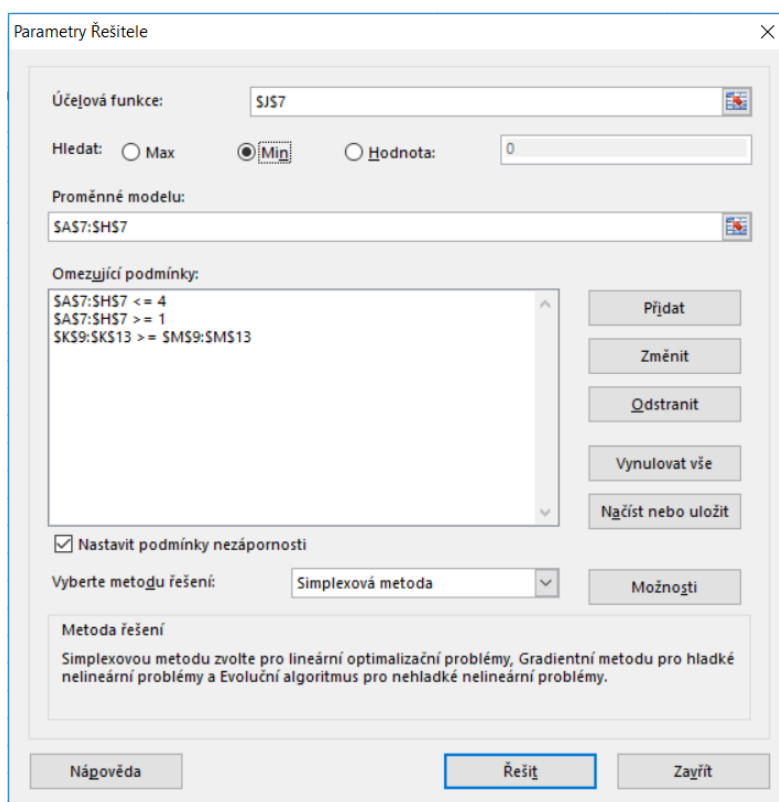 Parametry Řešitele
Účelová funkce:
$J$7
Hledat:
Max
Min
Hodnota:
0
Proměnné modelu:
$A$7:$H$7
Omezující podmínky:
$A$7:$H$7 <= 4
$A$7:$H$7 >= 1
$K$9:$K$13 >= $M$9:$M$13
Přidat
Změnit
Odstranit
Vynulovat vše
Načíst nebo uložit
Nastavit podmínky nezápornosti
Vyberte metodu řešení:
Simplexová metoda
Možnosti
Metoda řešení
Simplexovou metodu zvolte pro lineární optimalizační problémy, Gradientní metodu pro hladké
nelineární problémy a Evoluční algoritmus pro nehladké nelineární problémy.
Nápověda
Řešit
Zavřít